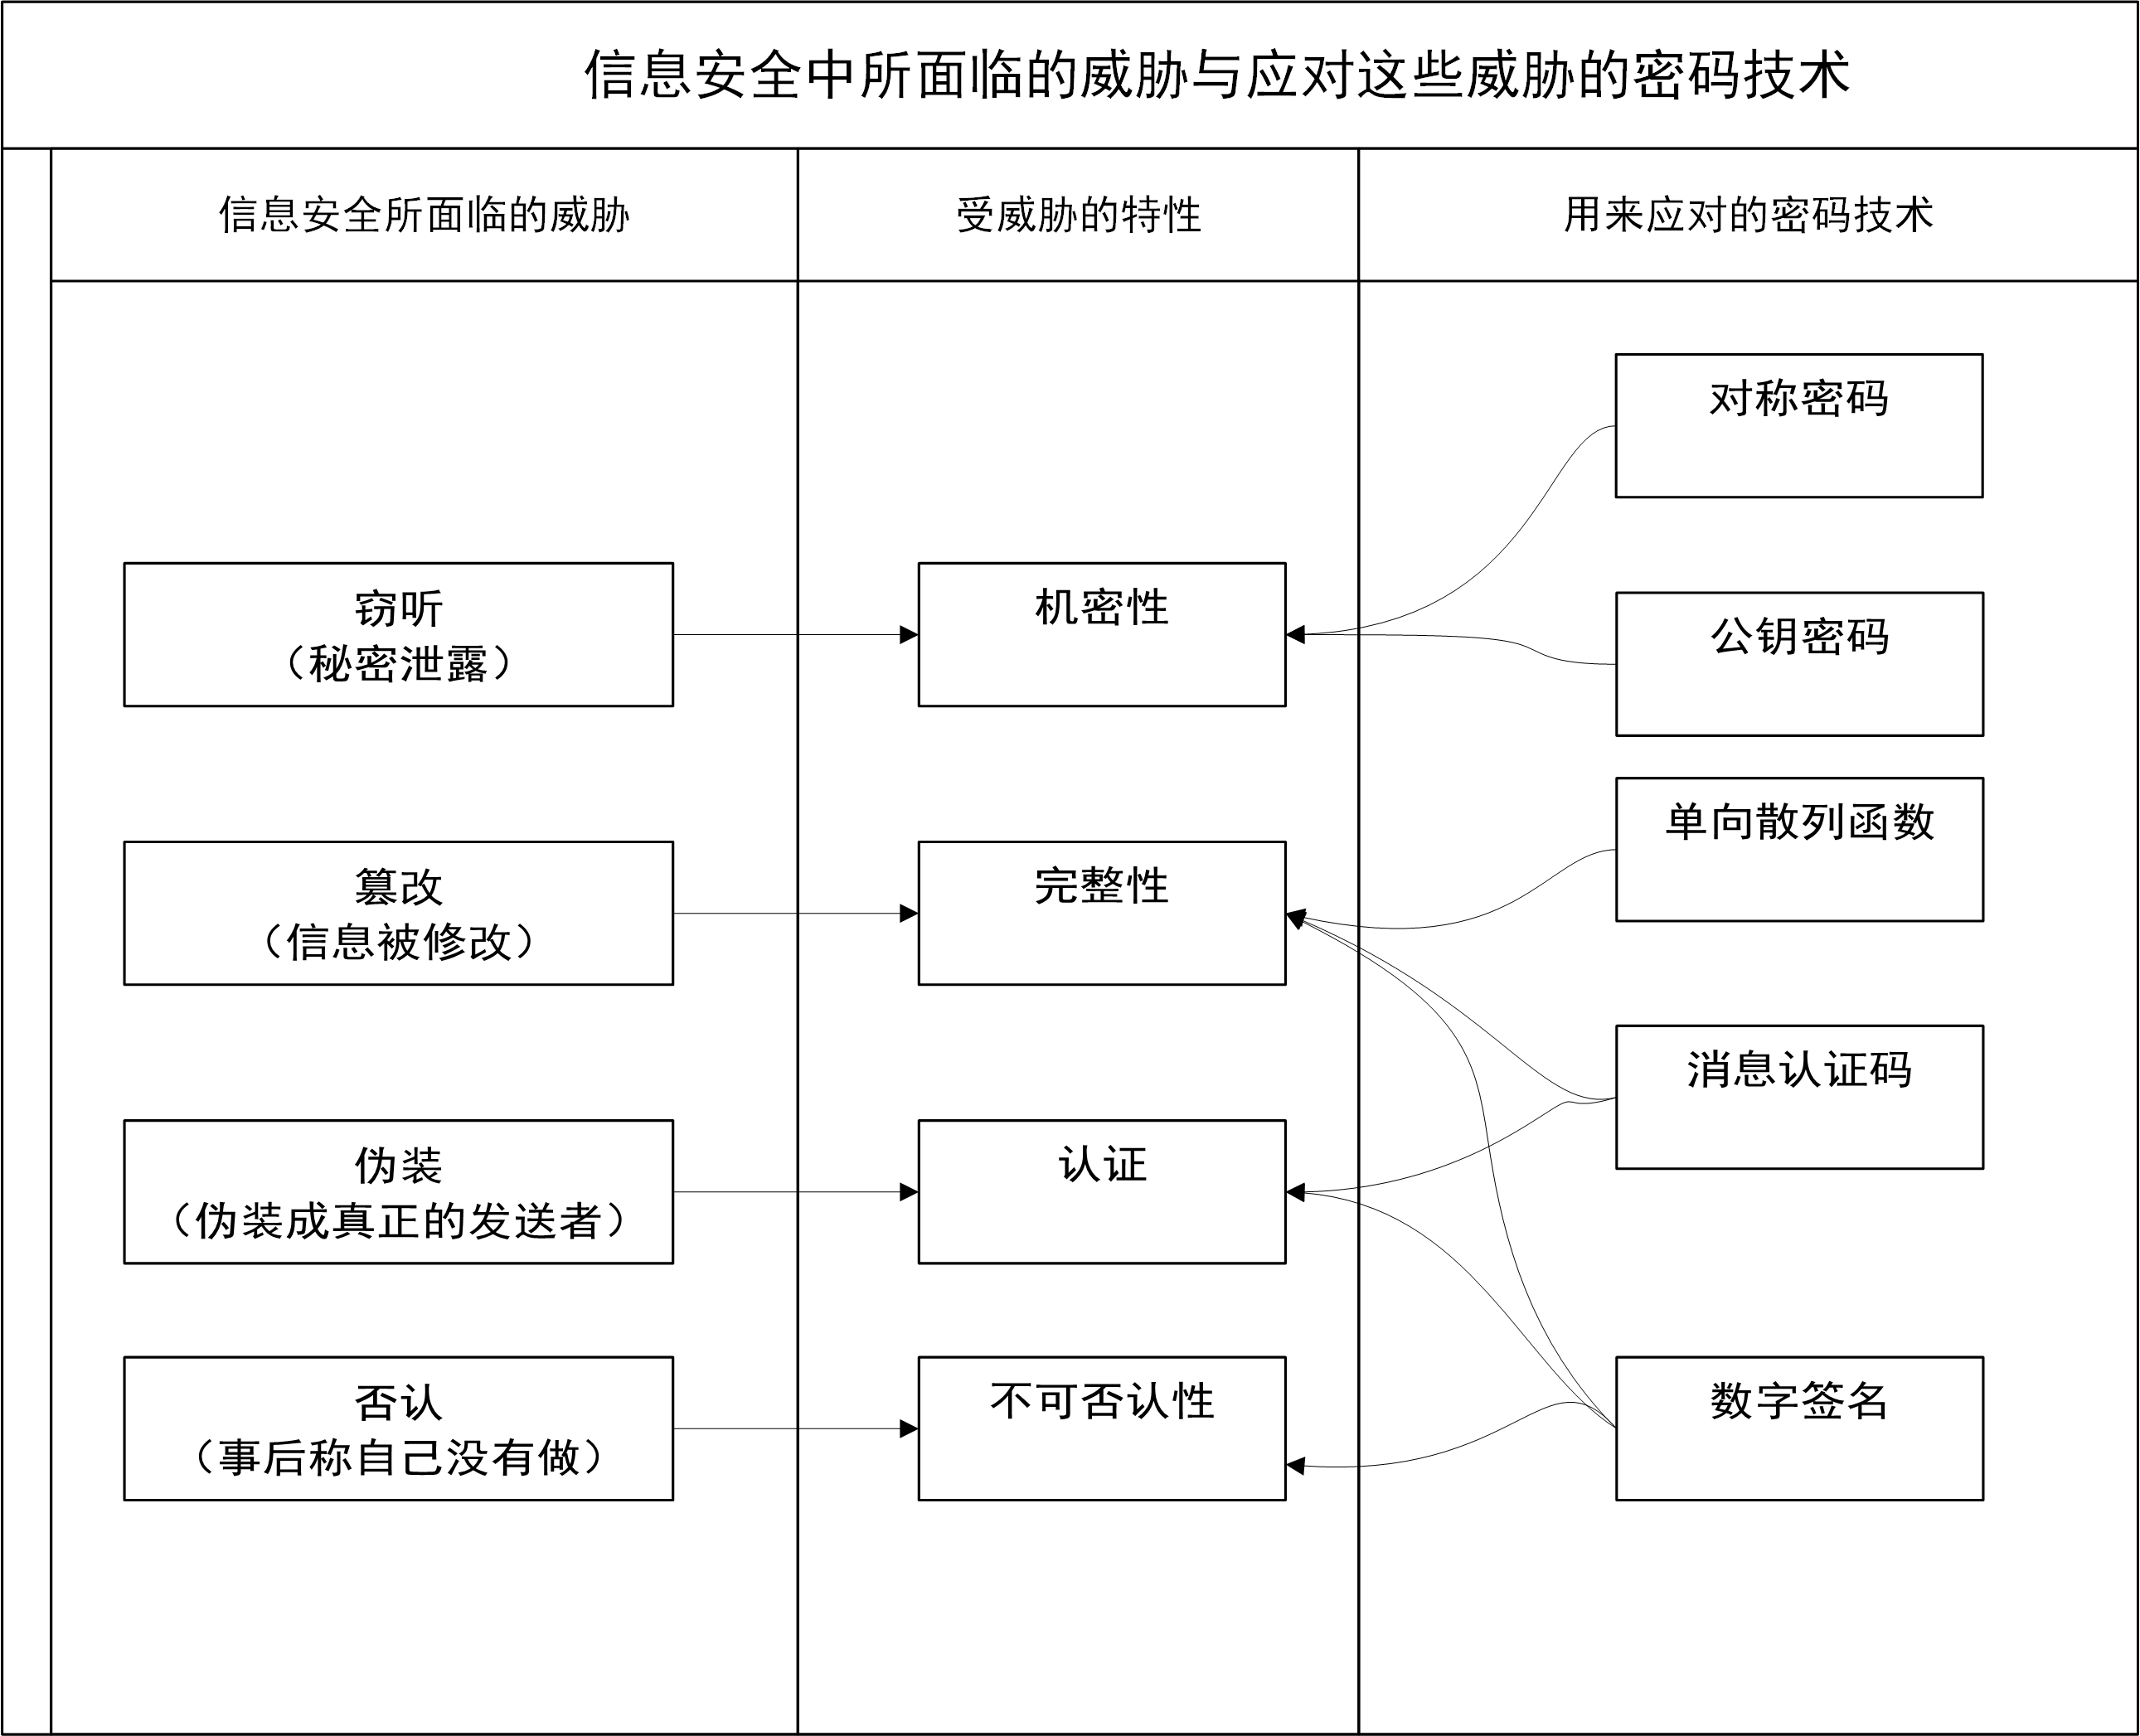 信息安全中所面临的威胁与应对这些威胁的密码技术
信息安全所面临的威胁
受威胁的特性
用来应对的密码技术
窃听
（秘密泄露）
篡改
（信息被修改）
伪装
（伪装成真正的发送者）
否认
（事后称自己没有做）
机密性
完整性
认证
不可否认性
对称密码
公钥密码
单向散列函数
消息认证码
数字签名